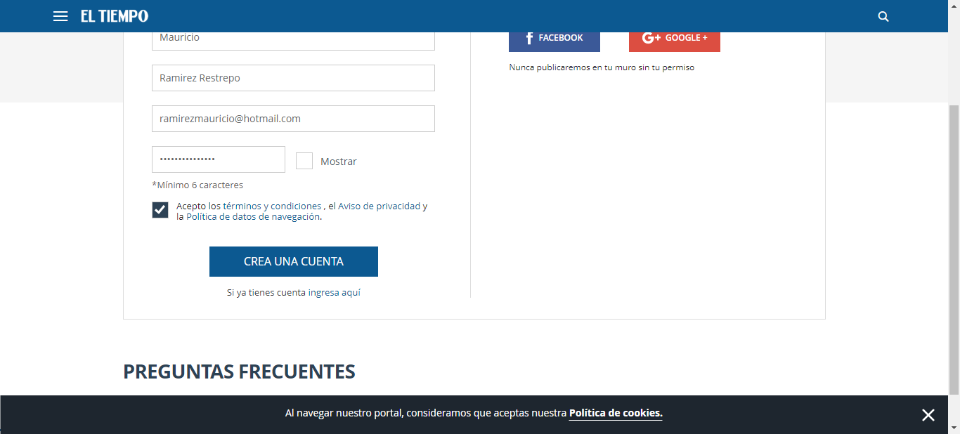 EL TIEMPO
Mauricio
Ramirez Restrepo
ramirezmauricio@hotmail.com
•••••••••••••••
Mostrar
*Mínimo 6 caracteres
Acepto los términos y condiciones , el Aviso de privacidad y
la Política de datos de navegación.
CREA UNA CUENTA
Si ya tienes cuenta ingresa aquí
FACEBOOK
G+ GOOGLE +
Nunca publicaremos en tu muro sin tu permiso
PREGUNTAS FRECUENTES
Al navegar nuestro portal, consideramos que aceptas nuestra Política de cookies.